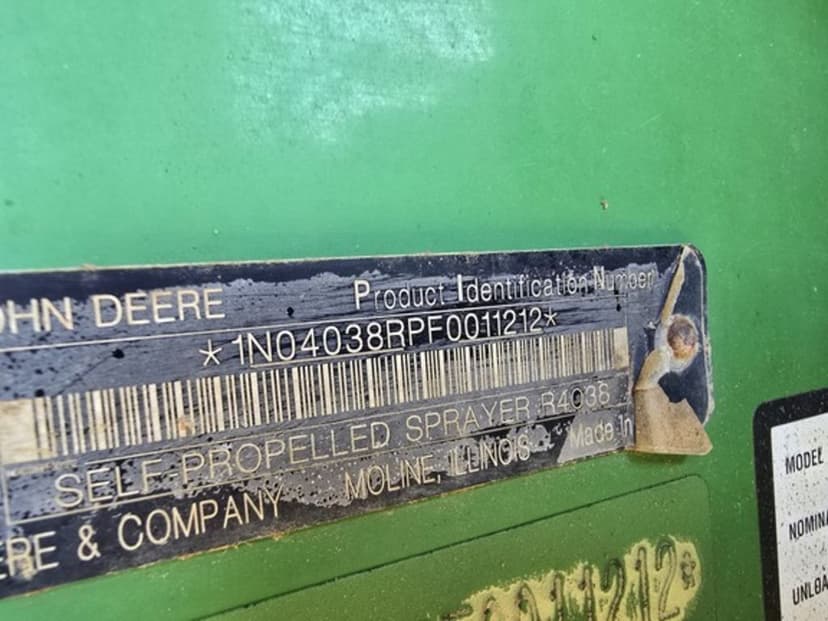 OHN DEERE
Product Identification Number
*1N04038RPF0011212*
SELF-PROPELLED SPRAYER R4038
ERE & COMPANY MOLINE, ILLINOIS Made in
0011212*
MODEL
NOMINA
UNLOA